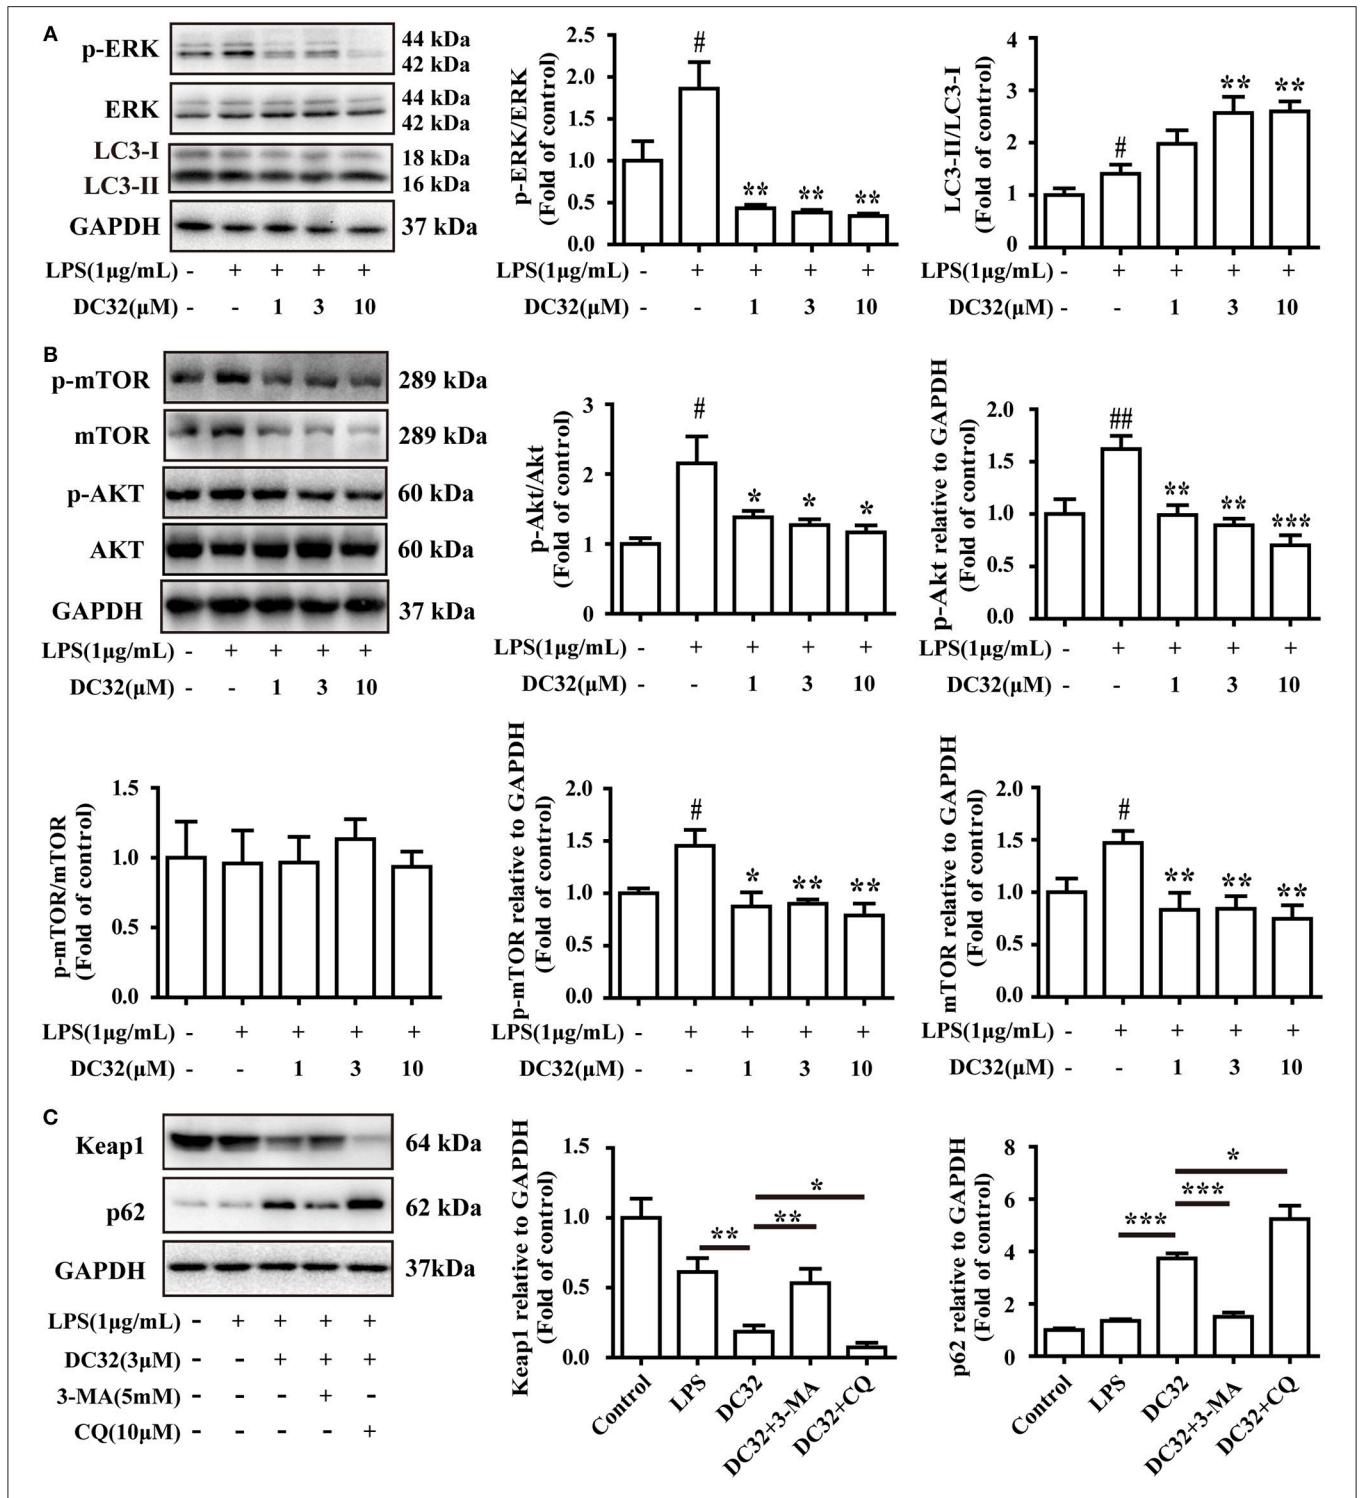 A
p-ERK
44 kDa
42 kDa
ERK
44 kDa
42 kDa
LC3-I
18 kDa
LC3-II
16 kDa
GAPDH
37 kDa
LPS(1µg/mL) - + + + +
DC32(µM) - - 1 3 10
p-ERK/ERK
(Fold of control)
2.5
2.0
1.5
1.0
0.5
0.0
#
** ** **
LPS(1µg/mL) - + + + +
DC32(µM) - - 1 3 10
LC3-II/LC3-I
(Fold of control)
4
3
2
1
0
#
** **
LPS(1µg/mL) - + + + +
DC32(µM) - - 1 3 10
B
p-mTOR
289 kDa
mTOR
289 kDa
p-AKT
60 kDa
AKT
60 kDa
GAPDH
37 kDa
LPS(1µg/mL) - + + + +
DC32(µM) - - 1 3 10
p-Akt/Akt
(Fold of control)
3
2
1
0
#
* * *
LPS(1µg/mL) - + + + +
DC32(µM) - - 1 3 10
p-Akt relative to GAPDH
(Fold of control)
2.0
1.5
1.0
0.5
0.0
##
** ** ***
LPS(1µg/mL) - + + + +
DC32(µM) - - 1 3 10
p-mTOR/mTOR
(Fold of control)
1.5
1.0
0.5
0.0
LPS(1µg/mL) - + + + +
DC32(µM) - - 1 3 10
p-mTOR relative to GAPDH
(Fold of control)
2.0
1.5
1.0
0.5
0.0
#
* ** **
LPS(1µg/mL) - + + + +
DC32(µM) - - 1 3 10
mTOR relative to GAPDH
(Fold of control)
2.0
1.5
1.0
0.5
0.0
#
** ** **
LPS(1µg/mL) - + + + +
DC32(µM) - - 1 3 10
C
Keap1
64 kDa
p62
62 kDa
GAPDH
37kDa
LPS(1µg/mL) - + + + +
DC32(3µM) - - + + +
3-MA(5mM) - - - + -
CQ(10µM) - - - - +
Keap1 relative to GAPDH
(Fold of control)
1.5
1.0
0.5
0.0
*
**
**
Control
LPS
DC32
DC32+3-MA
DC32+CQ
p62 relative to GAPDH
(Fold of control)
8
6
4
2
0
*
***
***
Control
LPS
DC32
DC32+3-MA
DC32+CQ